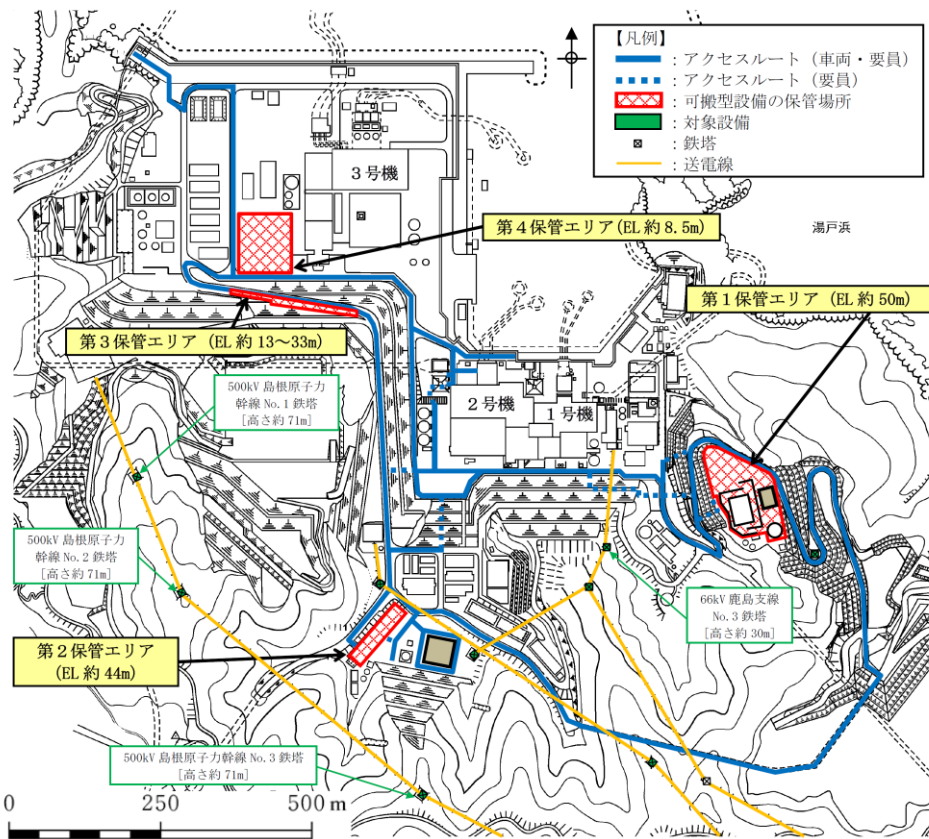 【凡例】
：アクセスルート（車両・要員）
：アクセスルート（要員）
：可搬型設備の保管場所
：対象設備
：鉄塔
：送電線
3号機
第4保管エリア(EL 約 8.5m)
湯戸浜
第1保管エリア (EL 約 50m)
第3保管エリア (EL 約 13～33m)
500kV 島根原子力
幹線 No.1 鉄塔
[高さ約 71m]
2号機
1号機
500kV 島根原子力
幹線 No.2 鉄塔
[高さ約 71m]
66kV 鹿島支線
No.3 鉄塔
[高さ約 30m]
第2保管エリア
(EL 約 44m)
500kV 島根原子力幹線 No.3 鉄塔
[高さ約 71m]
0 250 500 m